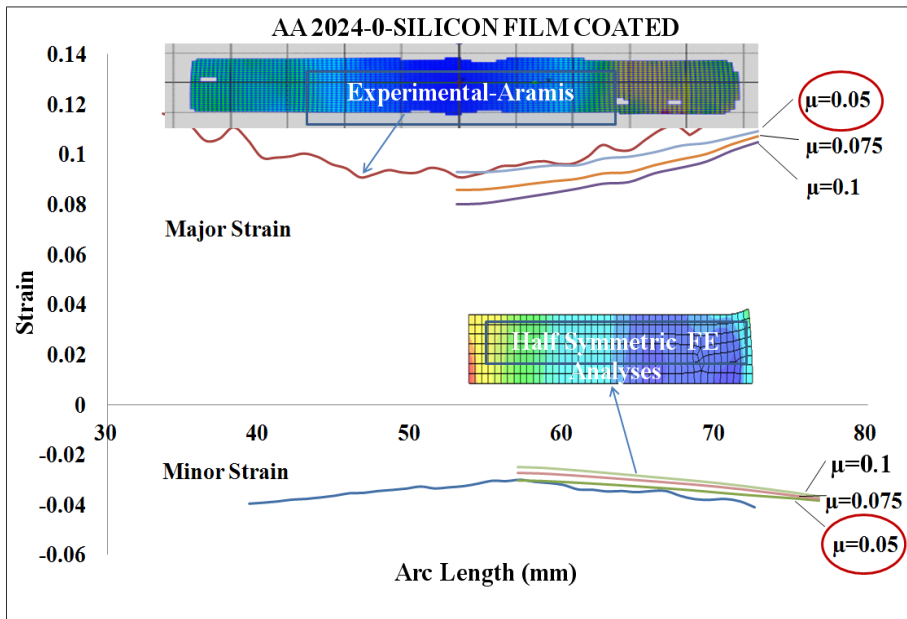 AA 2024-0-SILICON FILM COATED
0.14
0.12
0.1
0.08
0.06
0.04
0.02
0
-0.02
-0.04
-0.06
Strain
Experimental-Aramis
μ=0.05
μ=0.075
μ=0.1
Major Strain
Half Symmetric FE
Analyses
30
40
50
60
70
80
Minor Strain
μ=0.1
μ=0.075
μ=0.05
Arc Length (mm)